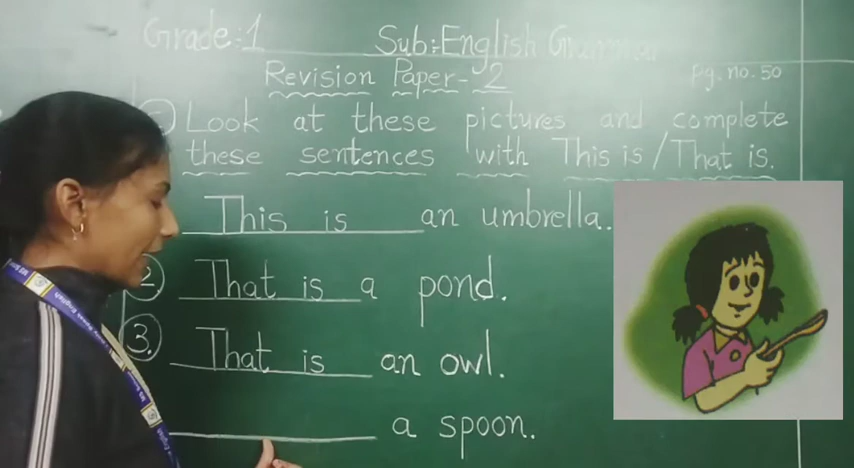 Grade:1 Sub:English Grammar
Revision Paper-2 pg. no. 50
Look at these pictures and complete
these sentences with This is / That is.
This is an umbrella.
2 That is a pond.
3. That is an owl.
a spoon.